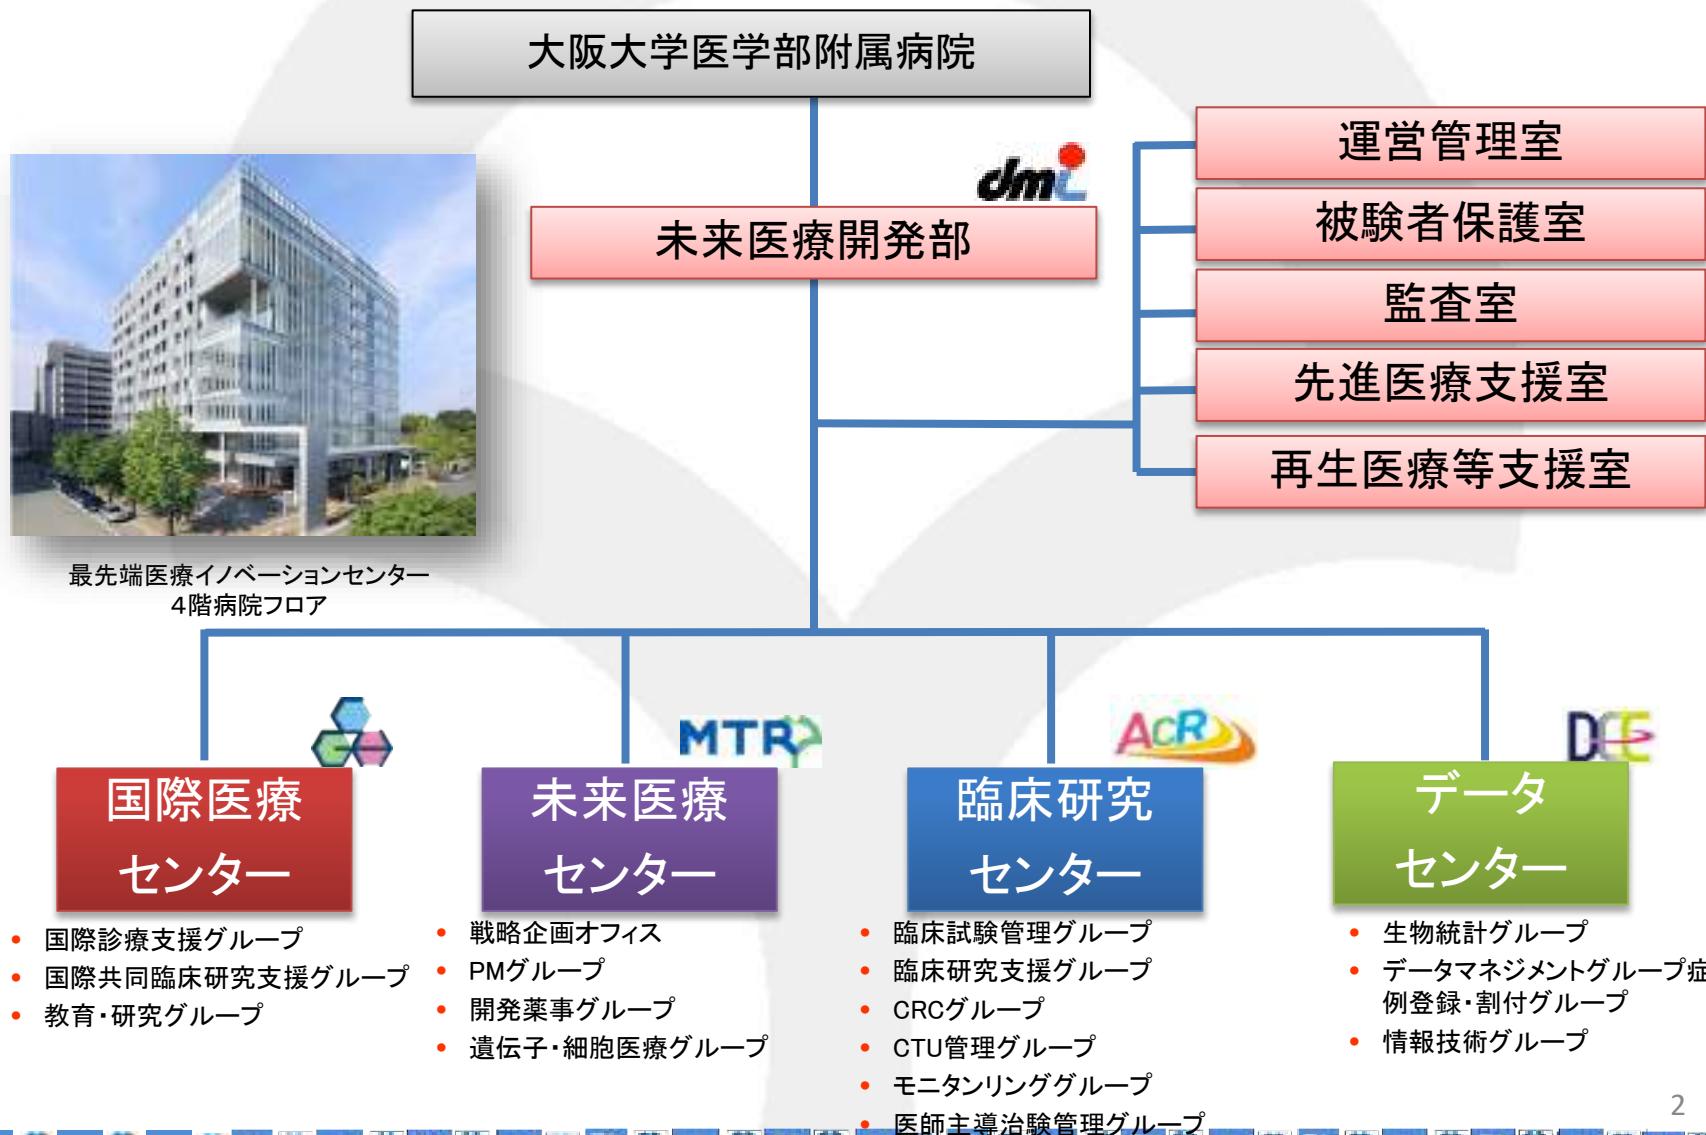 大阪大学医学部附属病院
dmi
未来医療開発部
運営管理室
被験者保護室
監査室
先進医療支援室
再生医療等支援室
最先端医療イノベーションセンター
4階病院フロア
国際医療
センター
• 国際診療支援グループ
• 国際共同臨床研究支援グループ
• 教育・研究グループ
MTR
未来医療
センター
• 戦略企画オフィス
• PMグループ
• 開発薬事グループ
• 遺伝子・細胞医療グループ
ACR
臨床研究
センター
• 臨床試験管理グループ
• 臨床研究支援グループ
• CRCグループ
• CTU管理グループ
• モニタンリンググループ
• 医師主導治験管理グループ
DCC
データ
センター
• 生物統計グループ
• データマネジメントグループ症
例登録・割付グループ
• 情報技術グループ
2